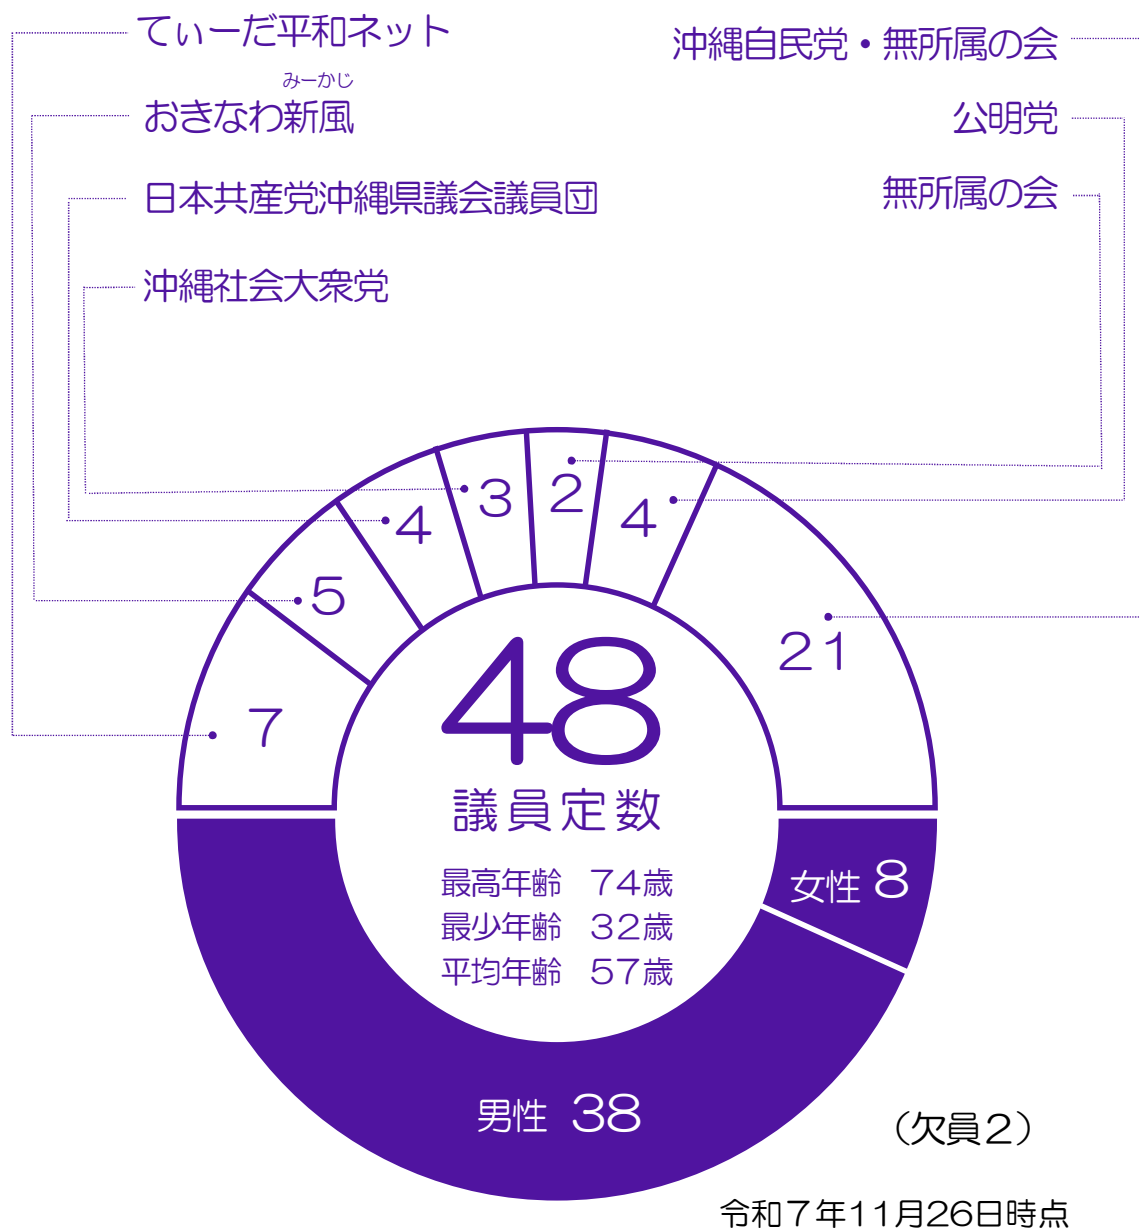 てぃーだ平和ネット
みーかじ
おきなわ新風
日本共産党沖縄県議会議員団
沖縄社会大衆党
沖縄自民党・無所属の会
公明党
無所属の会
7
5
4
3
2
4
21
48
議員定数
最高年齢 74歳
最少年齢 32歳
平均年齢 57歳
女性 8
男性 38
（欠員2）
令和7年11月26日時点